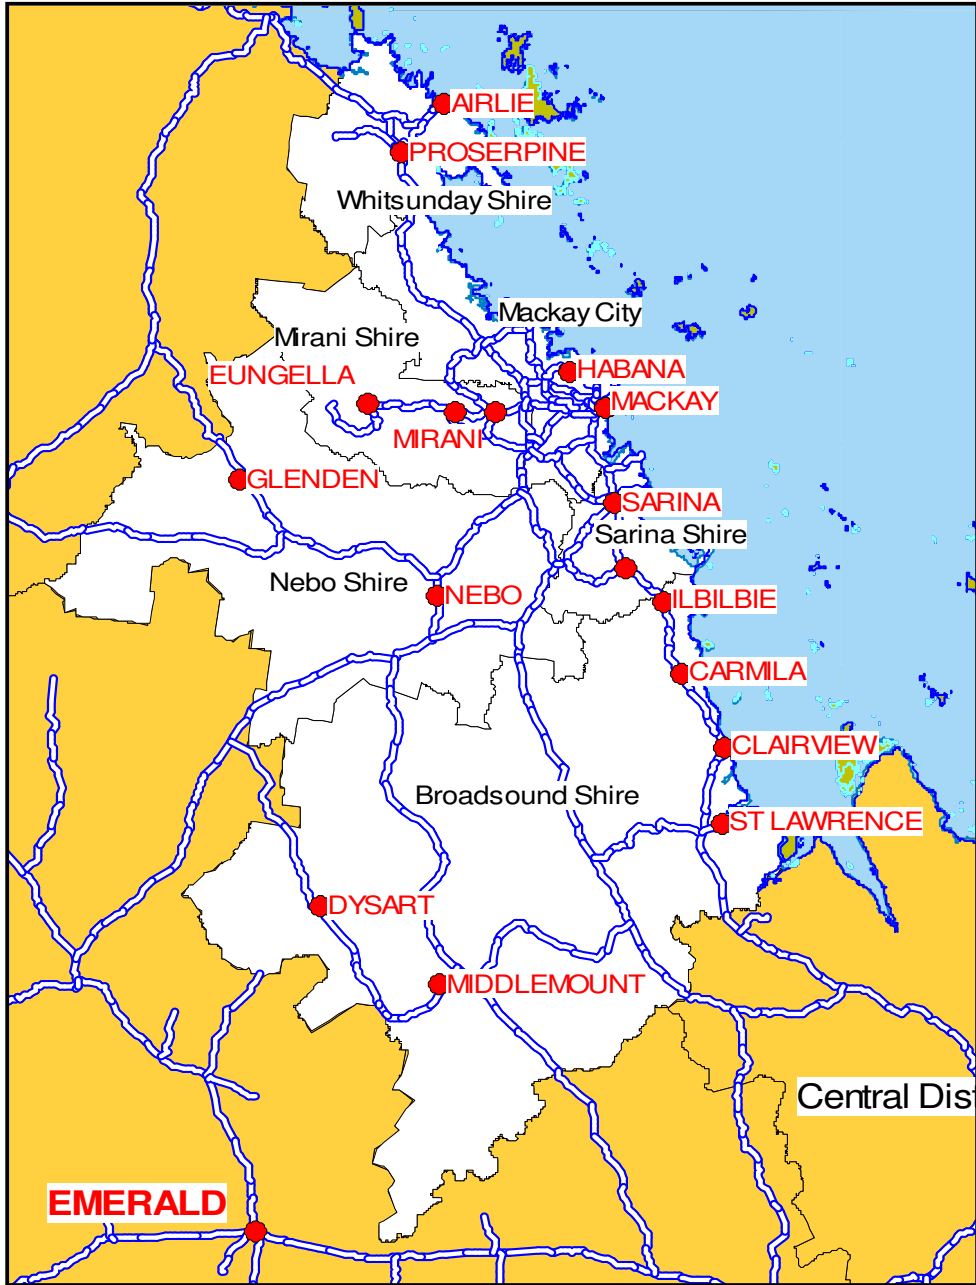 AIRLIE
PROSERPINE
Whitsunday Shire
Mackay City
Mirani Shire
HABANA
EUNGELLA
MACKAY
MIRANI
GLENDEN
SARINA
Sarina Shire
Nebo Shire
NEBO
ILBILBIE
CARMILA
CLAIRVIEW
Broadsound Shire
ST LAWRENCE
DYSART
MIDDLEMOUNT
Central Dist
EMERALD